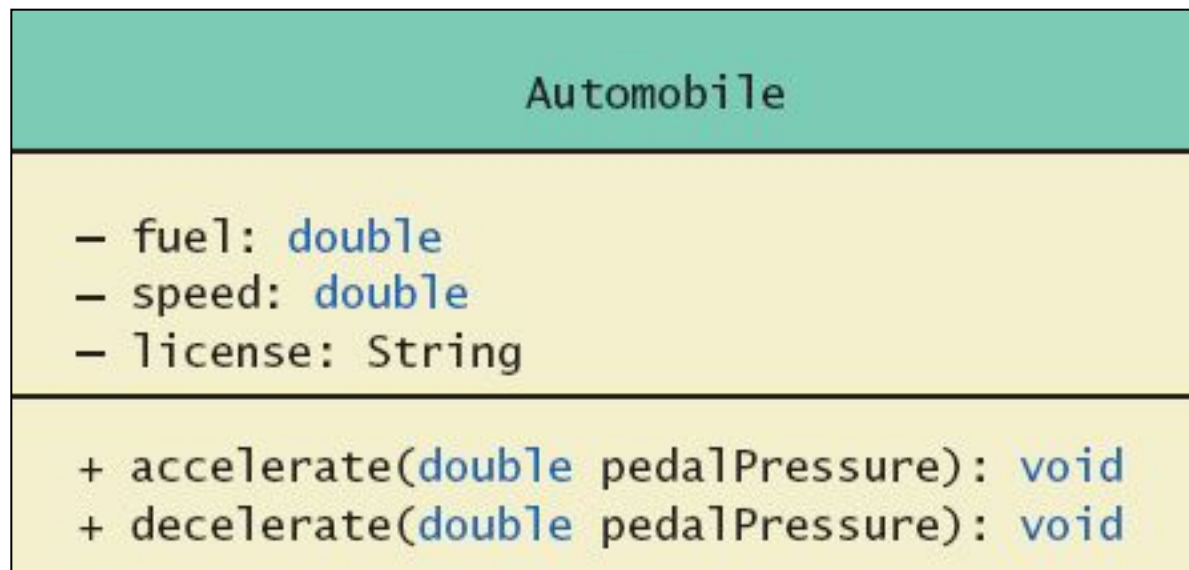 Automobile
– fuel: double
– speed: double
– license: String
+ accelerate(double pedalPressure): void
+ decelerate(double pedalPressure): void